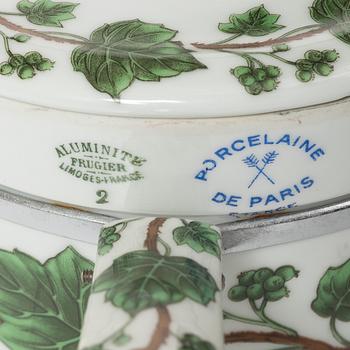 ALUMINITE
FRUGIER
LIMOGES-FRANCE
2
PORCELAINE
DE PARIS